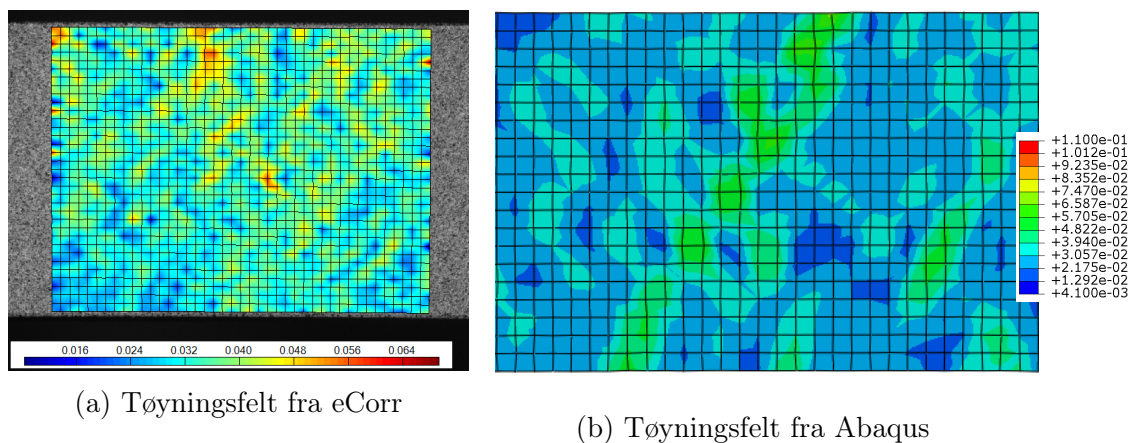 +1.100e-01
+1.012e-01
+9.235e-02
+8.352e-02
+7.470e-02
+6.587e-02
+5.705e-02
+4.822e-02
+3.940e-02
+3.057e-02
+2.175e-02
+1.292e-02
+4.100e-03
0.016 0.024 0.032 0.040 0.048 0.056 0.064
(a) Tøyningsfelt fra eCorr
(b) Tøyningsfelt fra Abaqus